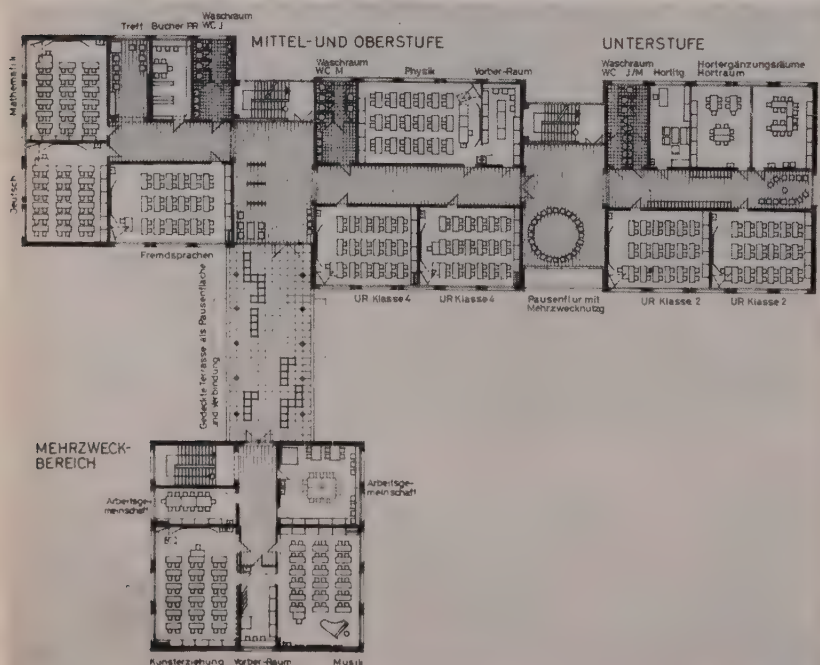 MITTEL-UND OBERSTUFE
UNTERSTUFE
Treff
Bücher PR
Waschraum
WC J
Mathematik
Deutsch
Fremdsprachen
Waschraum
WC M
Physik
Vorber-Raum
Waschraum
WC J/M
Hortltg
Hortergänzungsräume
Hortraum
UR Klasse 4
UR Klasse 4
Pausenflur mit
Mehrzwecknutzg
UR Klasse 2
UR Klasse 2
Gedeckte Terrasse als Pausenfläche
und Verbindung
MEHRZWECK-
BEREICH
Arbeitsge-
meinschaft
Arbeitsge-
meinschaft
Kunsterziehung
Vorber-Raum
Musik